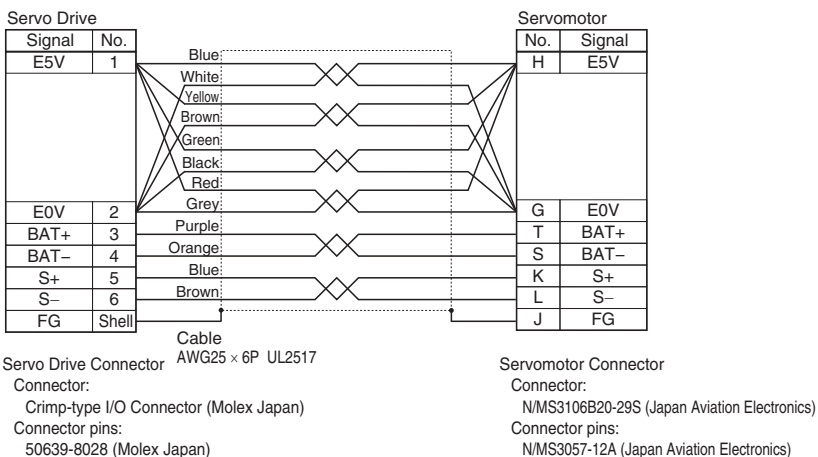 Servo Drive
Servomotor
Signal No.
No. Signal
E5V 1
H E5V
Blue
White
Yellow
Brown
Green
Black
Red
Grey
E0V 2
G E0V
Purple
BAT+ 3
T BAT+
Orange
BAT− 4
S BAT−
Blue
S+ 5
K S+
Brown
S− 6
L S−
FG Shell
J FG
Cable
AWG25 × 6P UL2517
Servo Drive Connector
Connector:
Crimp-type I/O Connector (Molex Japan)
Connector pins:
50639-8028 (Molex Japan)
Servomotor Connector
Connector:
N/MS3106B20-29S (Japan Aviation Electronics)
Connector pins:
N/MS3057-12A (Japan Aviation Electronics)